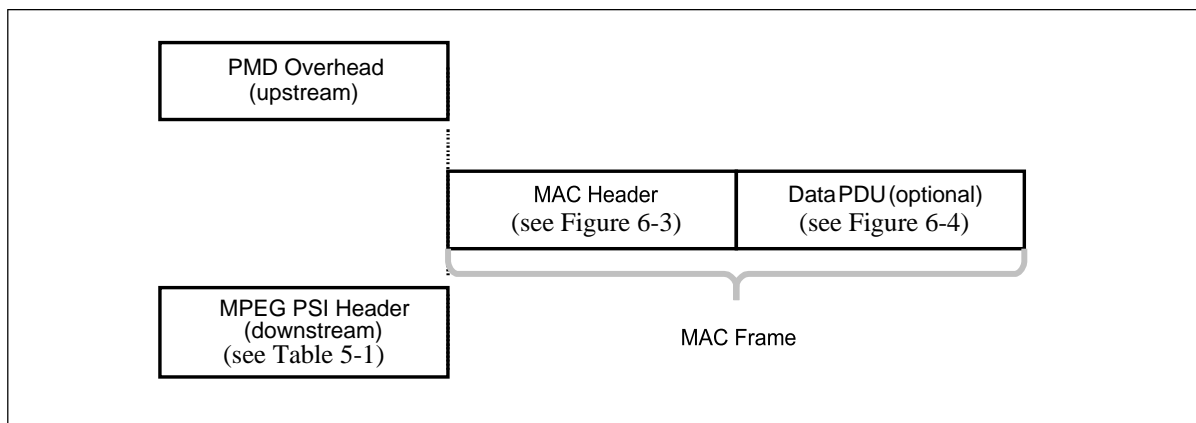 PMD Overhead
(upstream)
MAC Header
(see Figure 6-3)
Data PDU (optional)
(see Figure 6-4)
MPEG PSI Header
(downstream)
(see Table 5-1)
MAC Frame